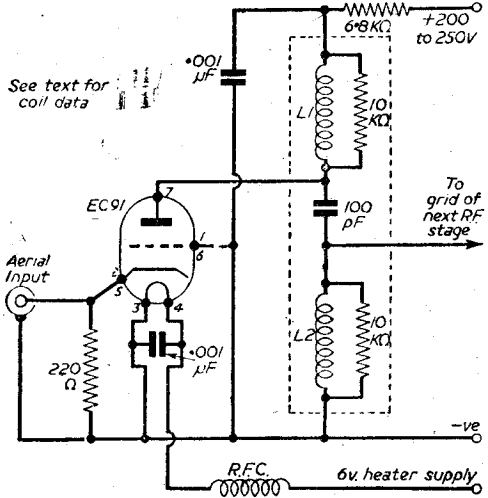 +200
to 250V
6·8KΩ
·001
μF
See text for
coil data
L1
10
KΩ
7
EC91
100
pF
To
grid of
next RF
stage
1
6
Aerial
Input
2
5
3
4
L2
10
KΩ
220
Ω
·001
μF
-ve
R.F.C.
6v. heater supply